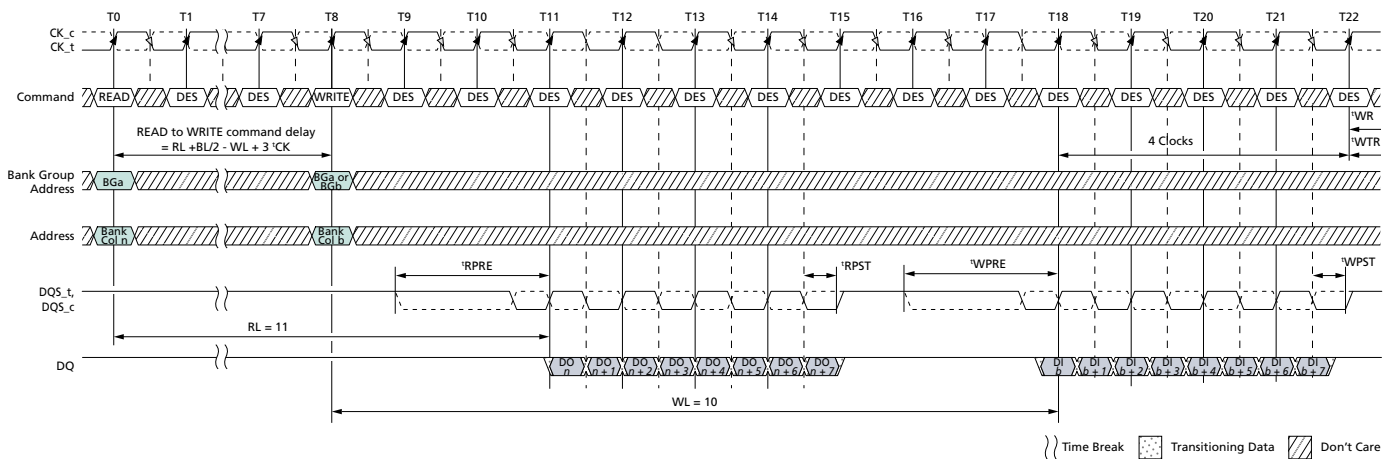 T0 T1 T7 T8 T9 T10 T11 T12 T13 T14 T15 T16 T17 T18 T19 T20 T21 T22
CK_c
CK_t
Command READ DES DES WRITE DES DES DES DES DES DES DES DES DES DES DES DES DES DES
READ to WRITE command delay
= RL +BL/2 - WL + 3 tCK
tWR
4 Clocks
tWTR
Bank Group
Address
BGa
BGa or
BGb
Address
Bank
Col n
Bank
Col b
tRPRE tRPST tWPRE tWPST
DQS_t,
DQS_c
RL = 11
DQ
DO
n
DO
n + 1
DO
n + 2
DO
n + 3
DO
n + 4
DO
n + 5
DO
n + 6
DO
n + 7
DI
b
DI
b + 1
DI
b + 2
DI
b + 3
DI
b + 4
DI
b + 5
DI
b + 6
DI
b + 7
WL = 10
Time Break Transitioning Data Don't Care